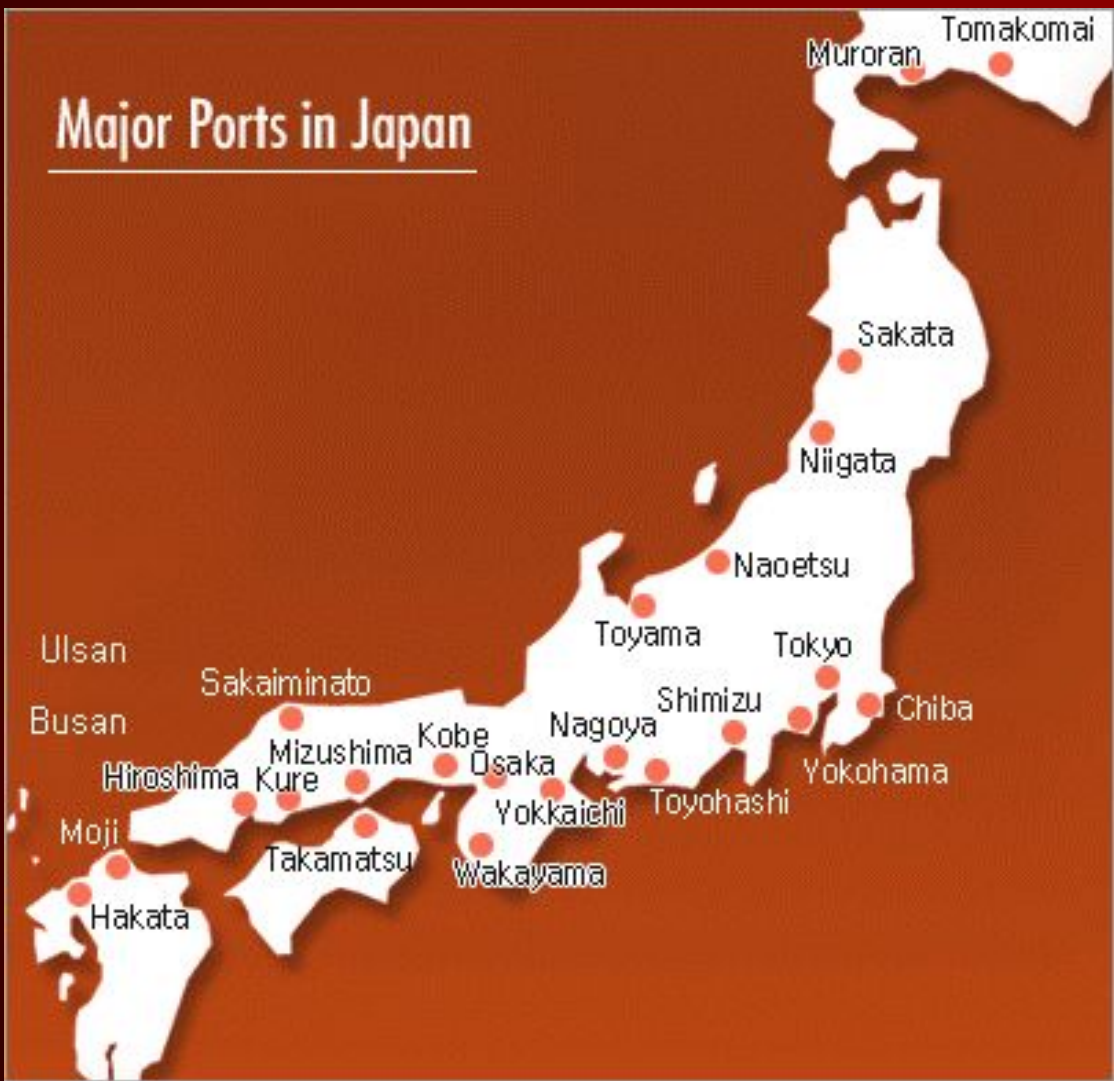 Tomakomai
Muroran
Major Ports in Japan
Sakata
Niigata
Naoetsu
Toyama
Tokyo
Ulsan
Sakaiminato
Shimizu
Chiba
Busan
Nagoya
Kobe
Mizushima
Osaka
Yokohama
Hiroshima
Kure
Toyohashi
Yokkaichi
Moji
Takamatsu
Wakayama
Hakata